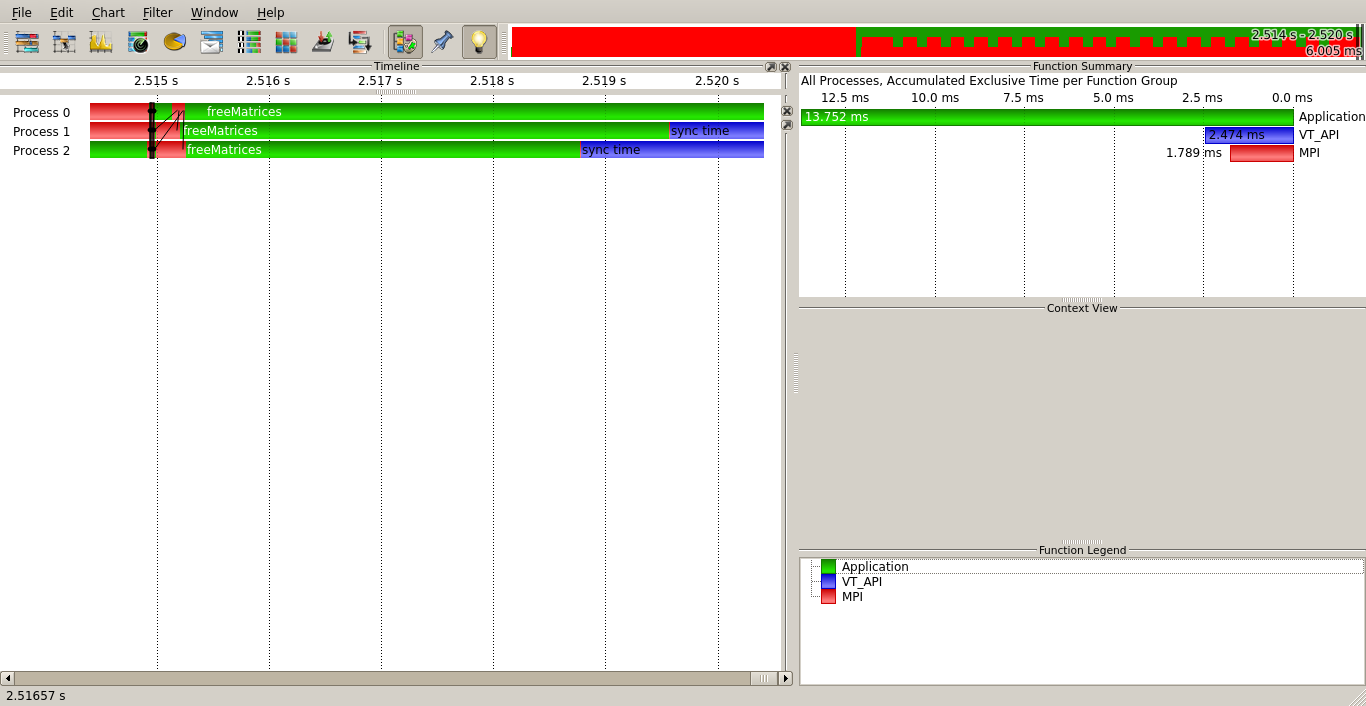 File Edit Chart Filter Window Help
2.514 s - 2.520 s
6.005 ms
Timeline
2.515 s 2.516 s 2.517 s 2.518 s 2.519 s 2.520 s
Process 0 freeMatrices
Process 1 freeMatrices sync time
Process 2 freeMatrices sync time
Function Summary
All Processes, Accumulated Exclusive Time per Function Group
12.5 ms 10.0 ms 7.5 ms 5.0 ms 2.5 ms 0.0 ms
13.752 ms Application
2.474 ms VT_API
1.789 ms MPI
Context View
Function Legend
Application
VT_API
MPI
2.51657 s